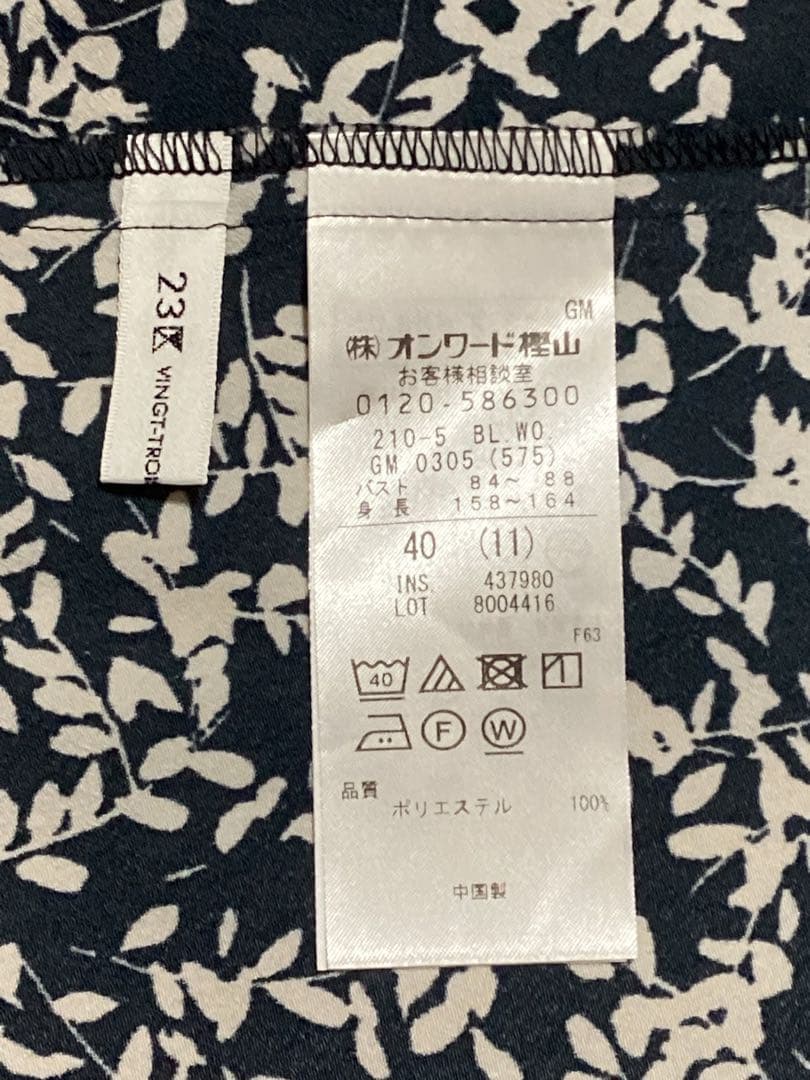 23区
VINGT-TROI
GM
(株)オンワード樫山
お客様相談室
0120-586300
210-5 BL.WO.
GM 0305 (575)
バスト 84〜 88
身 長 158〜164
40 (11)
INS. 437980
LOT 8004416
F63
40
F
W
品質
ポリエステル 100%
中国製